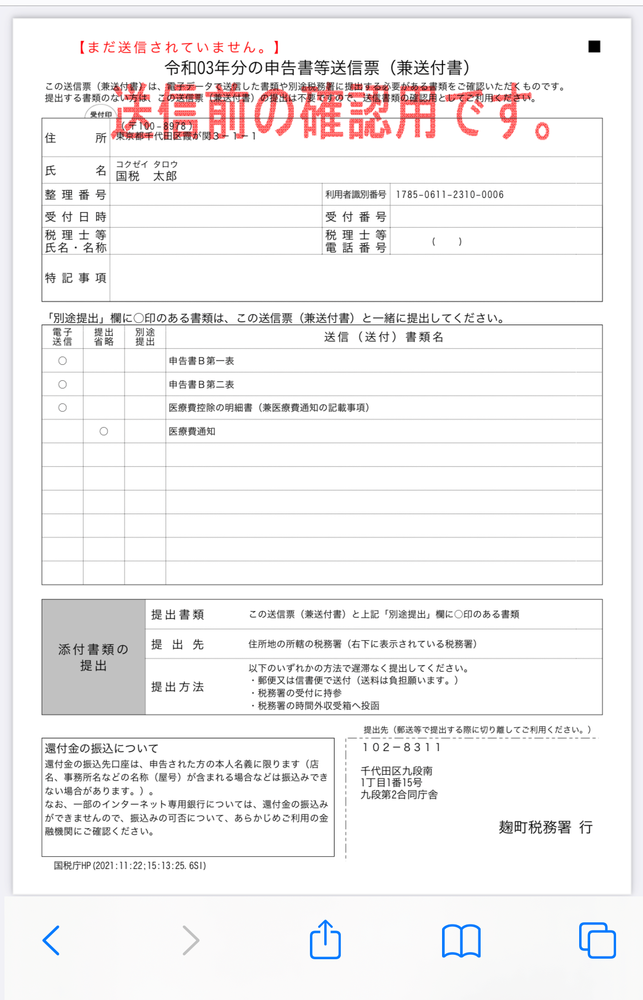 【まだ送信されていません。】
■
令和03年分の申告書等送信票（兼送付書）
この送信票（兼送付書）は、電子データで送信した書類や別途税務署に提出する必要がある書類をご確認いただくものです。
提出する書類のない方は、この送信票（兼送付書）の提出は不要ですので、送信書類の確認用としてご利用ください。
送信前の確認用です。
受付印
住所 （〒100-8978）
東京都千代田区霞が関３－１－１
コクゼイ タロウ
氏名 国税　太郎
整理番号 利用者識別番号 1785-0611-2310-0006
受付日時 受付番号
税理士等氏名・名称 税理士等電話番号 （　　）
特記事項
「別途提出」欄に○印のある書類は、この送信票（兼送付書）と一緒に提出してください。
電子送信 提出省略 別途提出 送信（送付）書類名
○ 申告書Ｂ第一表
○ 申告書Ｂ第二表
○ 医療費控除の明細書（兼医療費通知の記載事項）
○ 医療費通知
添付書類の提出
提出書類 この送信票（兼送付書）と上記「別途提出」欄に○印のある書類
提出先 住所地の所轄の税務署（右下に表示されている税務署）
提出方法 以下のいずれかの方法で遅滞なく提出してください。
・郵便又は信書便で送付（送料は負担願います。）
・税務署の受付に持参
・税務署の時間外収受箱へ投函
還付金の振込について
還付金の振込先口座は、申告された方の本人名義に限ります（店
名、事務所名などの名称（屋号）が含まれる場合などは振込みでき
ない場合があります。）。
なお、一部のインターネット専用銀行については、還付金の振込み
ができませんので、振込みの可否について、あらかじめご利用の金
融機関にご確認ください。
国税庁HP(2021:11:22;15:13:25.6SI)
提出先（郵送等で提出する際に切り離してご利用ください。）
１０２－８３１１
千代田区九段南
1丁目1番15号
九段第2合同庁舎
麹町税務署 行